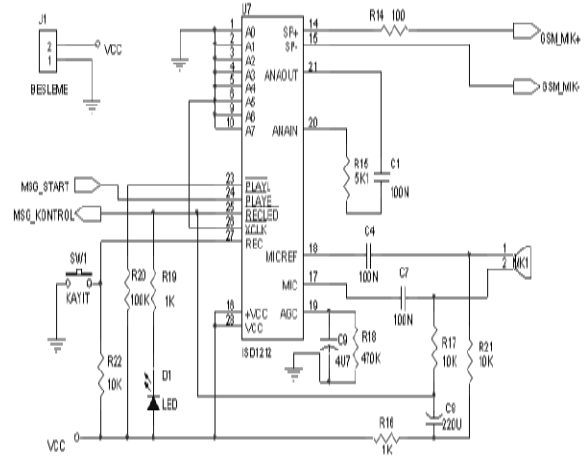 J1
2
1
VCC
BESLEME
U7
1 A0
2 A1
3 A2
4 A3
5 A4
6 A5
9 A6
10 A7
SP+ 14
SP- 15
ANAOUT 21
ANAIN 20
R14 100
GSM_MIK+
GSM_MIK-
R15
5K1
C1
100N
MSG_START
MSG_KONTROL
23 PLAYL
24 PLAYE
25 RECLED
26 XCLK
27 REC
MICREF 18
MIC 17
AGC 19
16 +VCC
28 VCC
ISD1212
C4
100N
C7
100N
1
2
MK1
SW1
KAYIT
R20
100K
R19
1K
R22
10K
D1
LED
C9
4U7
R18
470K
R17
10K
R21
10K
C8
220U
R16
1K
VCC